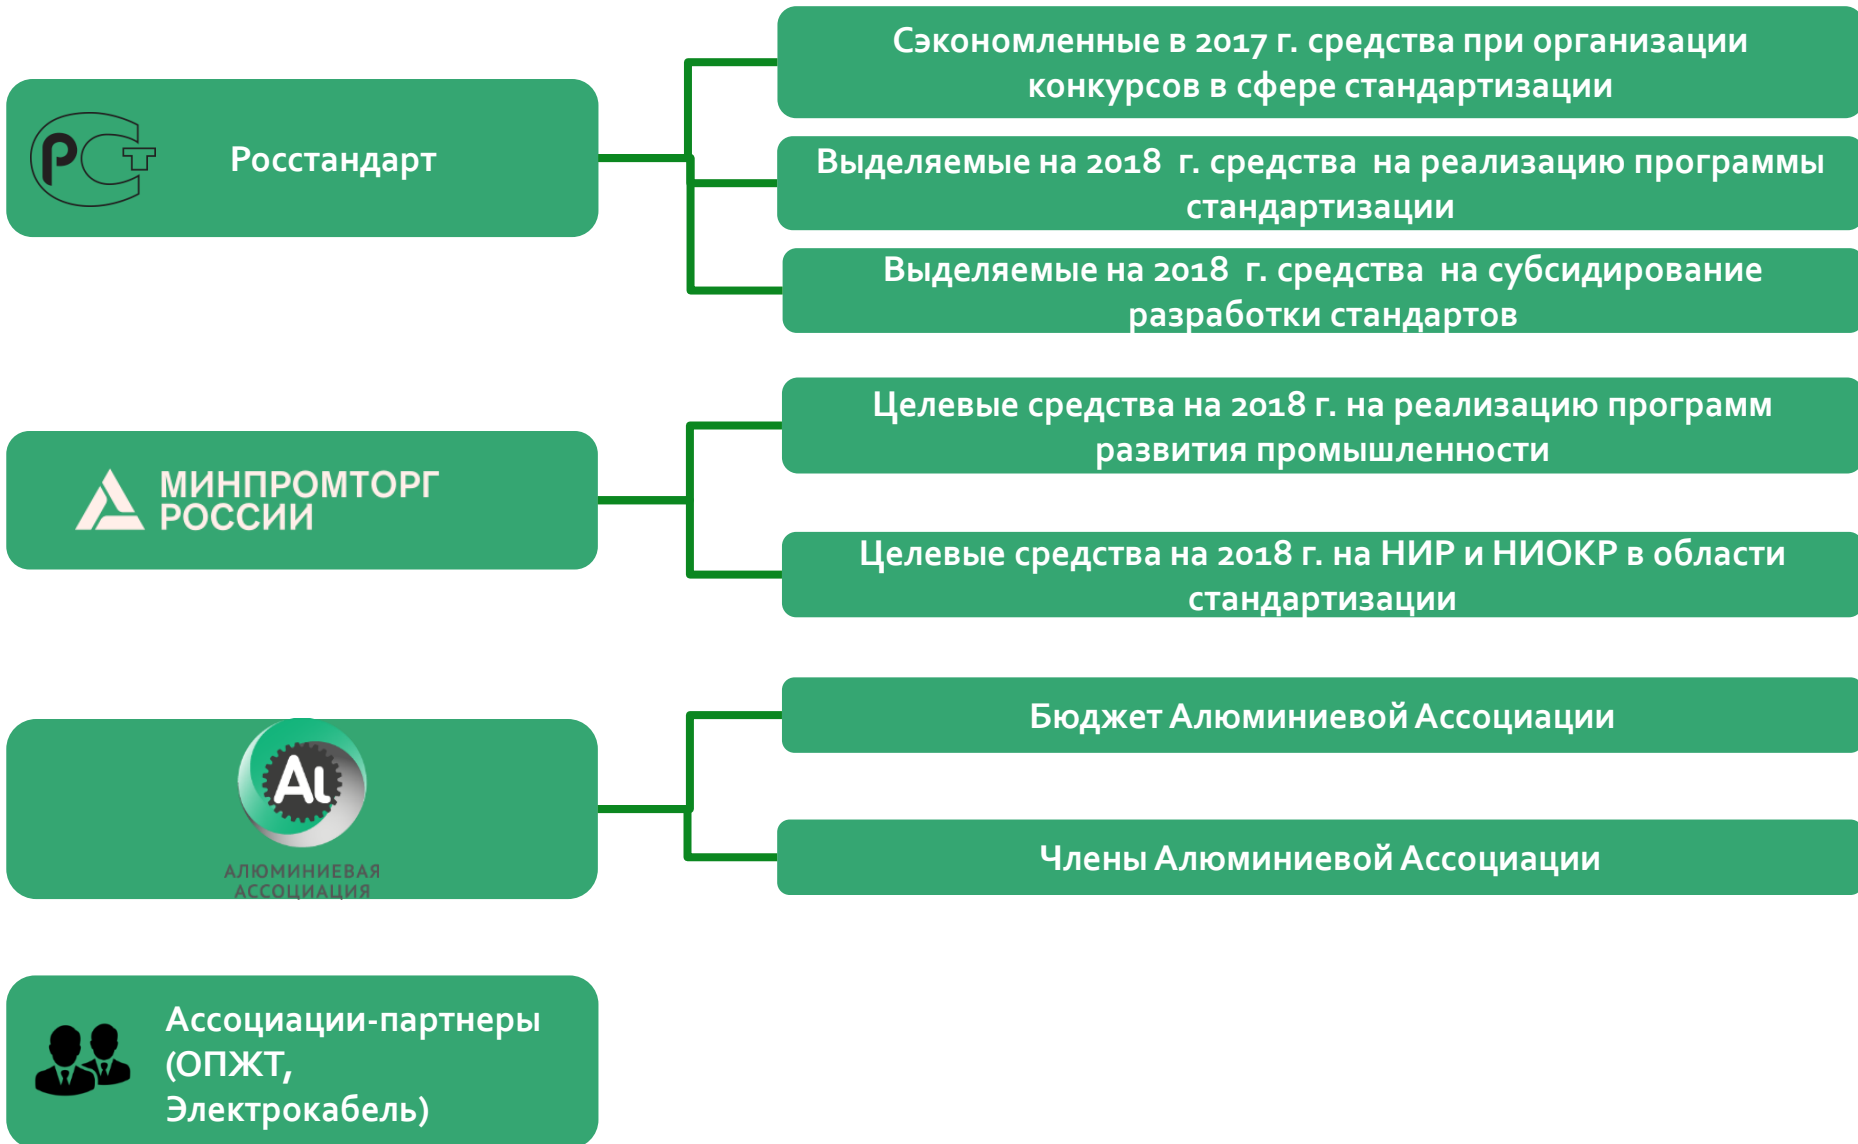 Сэкономленные в 2017 г. средства при организации
конкурсов в сфере стандартизации
РСТ
Росстандарт
Выделяемые на 2018 г. средства на реализацию программы
стандартизации
Выделяемые на 2018 г. средства на субсидирование
разработки стандартов
Целевые средства на 2018 г. на реализацию программ
развития промышленности
МИНПРОМТОРГ
РОССИИ
Целевые средства на 2018 г. на НИР и НИОКР в области
стандартизации
Бюджет Алюминиевой Ассоциации
Al
АЛЮМИНИЕВАЯ
АССОЦИАЦИЯ
Члены Алюминиевой Ассоциации
Ассоциации-партнеры
(ОПЖТ,
Электрокабель)